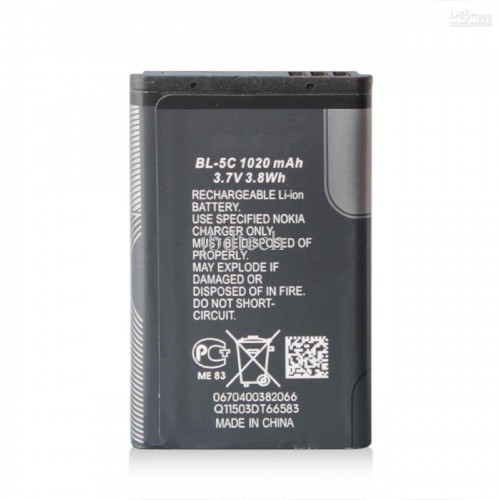 BL-5C 1020 mAh
3.7V 3.8Wh
RECHARGEABLE Li-ion
BATTERY.
USE SPECIFIED NOKIA
CHARGER ONLY.
MUST BE DISPOSED OF
PROPERLY.
MAY EXPLODE IF
DAMAGED OR
DISPOSED OF IN FIRE.
DO NOT SHORT-
CIRCUIT.
ME 83
0670400382066
Q11503DT66583
MADE IN CHINA